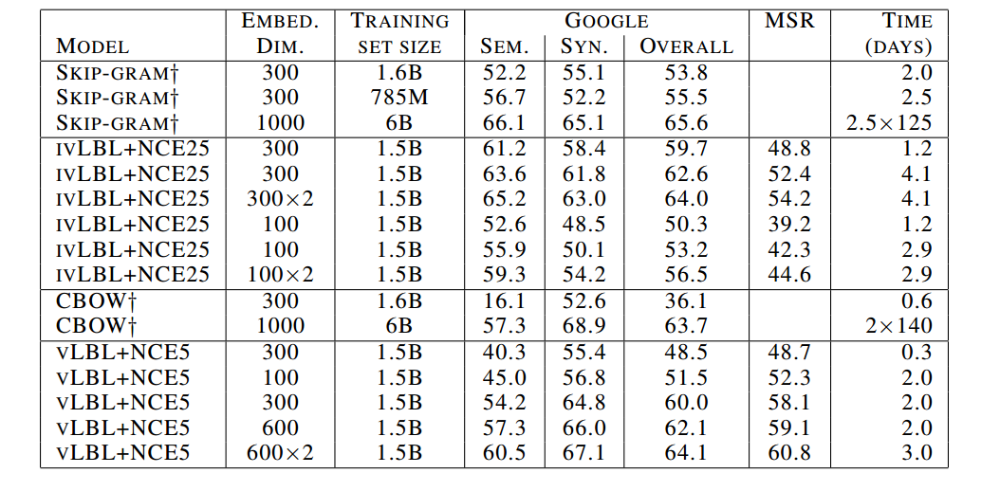 EMBED. TRAINING GOOGLE MSR TIME
MODEL DIM. SET SIZE SEM. SYN. OVERALL (DAYS)
SKIP-GRAM† 300 1.6B 52.2 55.1 53.8 2.0
SKIP-GRAM† 300 785M 56.7 52.2 55.5 2.5
SKIP-GRAM† 1000 6B 66.1 65.1 65.6 2.5×125
IVLBL+NCE25 300 1.5B 61.2 58.4 59.7 48.8 1.2
IVLBL+NCE25 300 1.5B 63.6 61.8 62.6 52.4 4.1
IVLBL+NCE25 300×2 1.5B 65.2 63.0 64.0 54.2 4.1
IVLBL+NCE25 100 1.5B 52.6 48.5 50.3 39.2 1.2
IVLBL+NCE25 100 1.5B 55.9 50.1 53.2 42.3 2.9
IVLBL+NCE25 100×2 1.5B 59.3 54.2 56.5 44.6 2.9
CBOW† 300 1.6B 16.1 52.6 36.1 0.6
CBOW† 1000 6B 57.3 68.9 63.7 2×140
VLBL+NCE5 300 1.5B 40.3 55.4 48.5 48.7 0.3
VLBL+NCE5 100 1.5B 45.0 56.8 51.5 52.3 2.0
VLBL+NCE5 300 1.5B 54.2 64.8 60.0 58.1 2.0
VLBL+NCE5 600 1.5B 57.3 66.0 62.1 59.1 2.0
VLBL+NCE5 600×2 1.5B 60.5 67.1 64.1 60.8 3.0